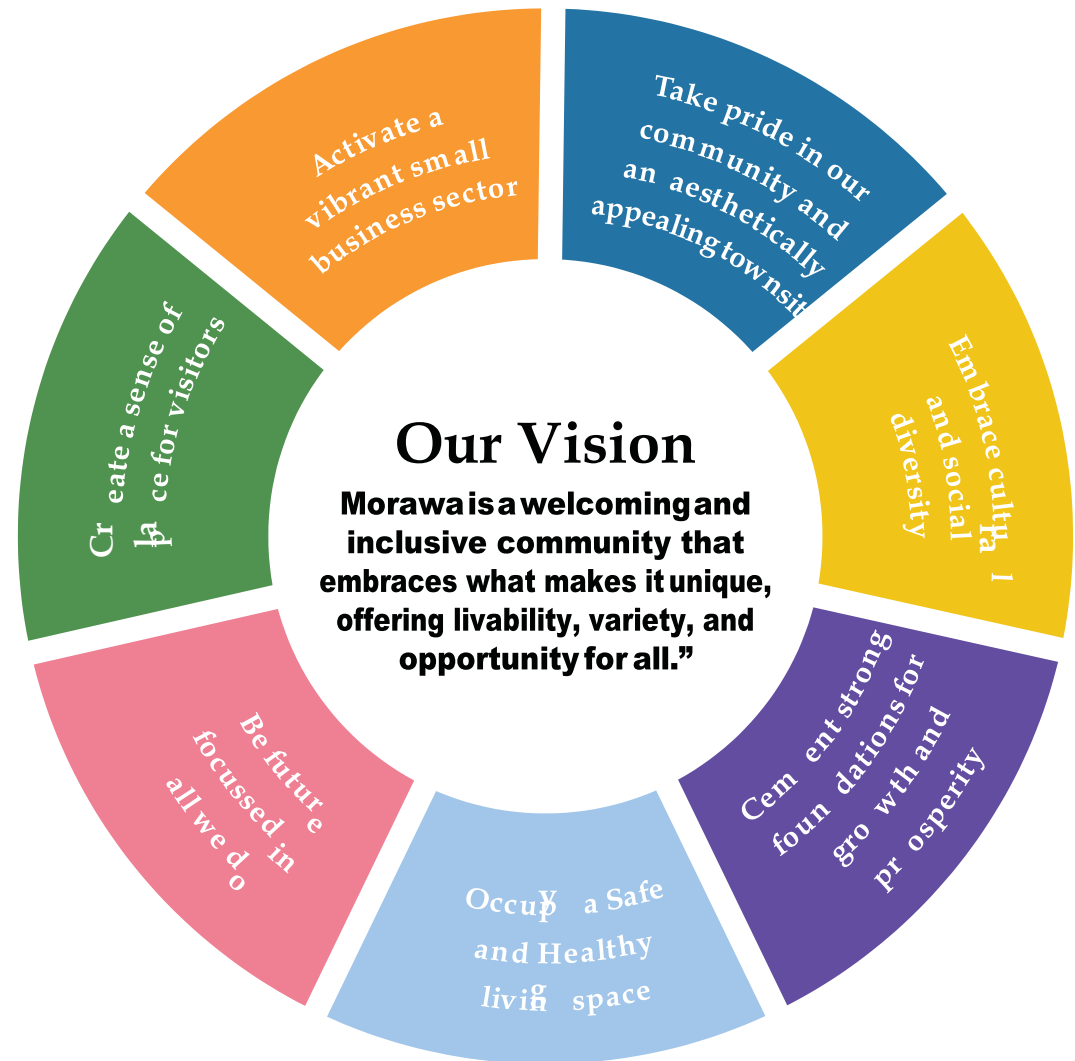 Our Vision
Morawa is a welcoming and
inclusive community that
embraces what makes it unique,
offering livability, variety, and
opportunity for all.”
Take pride in our
community and
an aesthetically
appealing townsit
Embrace cultural
and social
diversity
Cement strong
foundations for
growth and
prosperity
Occupy a Safe
and Healthy
living space
Be future
focussed in
all we do
Create a sense of
place for visitors
Activate a
vibrant small
business sector